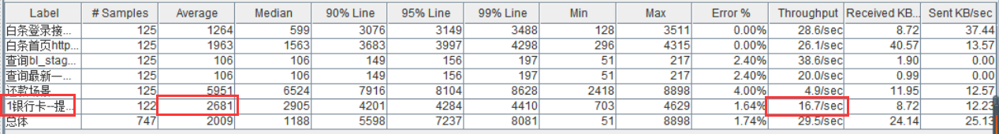 Label # Samples Average Median 90% Line 95% Line 99% Line Min Max Error % Throughput Received KB... Sent KB/sec
白条登录接... 125 1264 599 3076 3149 3488 128 3511 0.00% 28.6/sec 8.72 37.44
白条首页http... 125 1963 1563 3683 3997 4298 296 4315 0.00% 26.1/sec 40.57 13.57
查询bl_stag... 125 106 106 149 156 197 51 217 2.40% 38.6/sec 1.90 0.00
查询最新一... 125 106 106 149 156 197 51 217 2.40% 20.0/sec 0.99 0.00
还款场景 125 5951 6524 7916 8104 8628 2418 8898 4.00% 4.9/sec 11.95 12.57
1银行卡--提... 122 2681 2905 4201 4284 4410 703 4629 1.64% 16.7/sec 8.72 12.23
总体 747 2009 1188 5598 7237 8081 51 8898 1.74% 29.5/sec 24.14 25.13